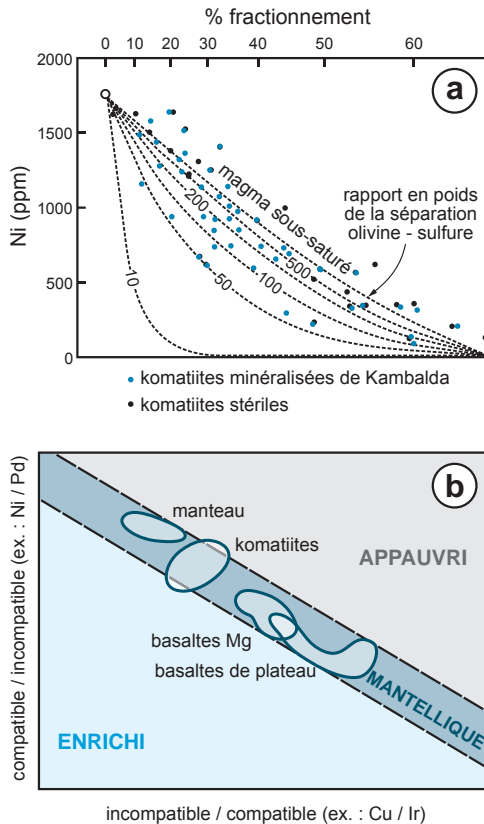 % fractionnement
0 10 20 30 40 50 60
a
2000
1500
1000
500
0
Ni (ppm)
magma sous-saturé
rapport en poids
de la séparation
olivine - sulfure
10
50
100
200
500
komatiites minéralisées de Kambalda
komatiites stériles
b
compatible / incompatible (ex. : Ni / Pd)
manteau
komatiites
APPAUVRI
basaltes Mg
basaltes de plateau
MANTELLIQUE
ENRICHI
incompatible / compatible (ex. : Cu / Ir)